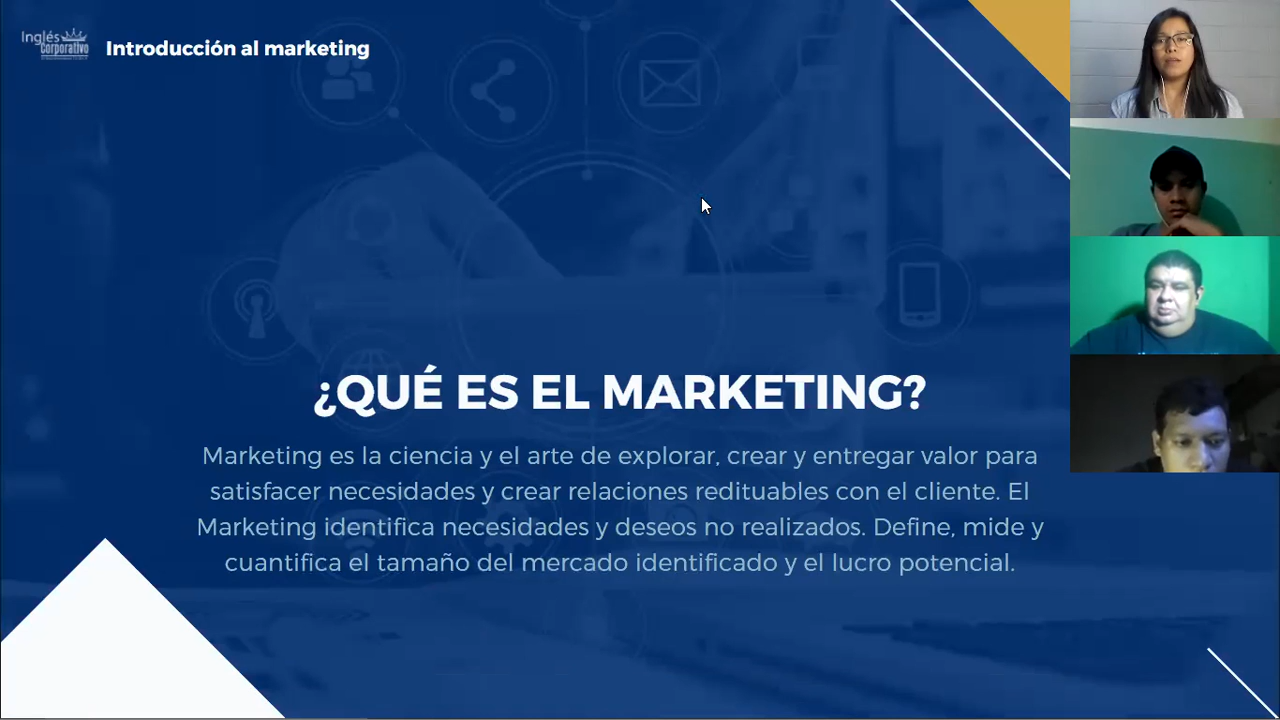 Inglés
Corporativo
Introducción al marketing
¿QUÉ ES EL MARKETING?
Marketing es la ciencia y el arte de explorar, crear y entregar valor para
satisfacer necesidades y crear relaciones redituables con el cliente. El
Marketing identifica necesidades y deseos no realizados. Define, mide y
cuantifica el tamaño del mercado identificado y el lucro potencial.